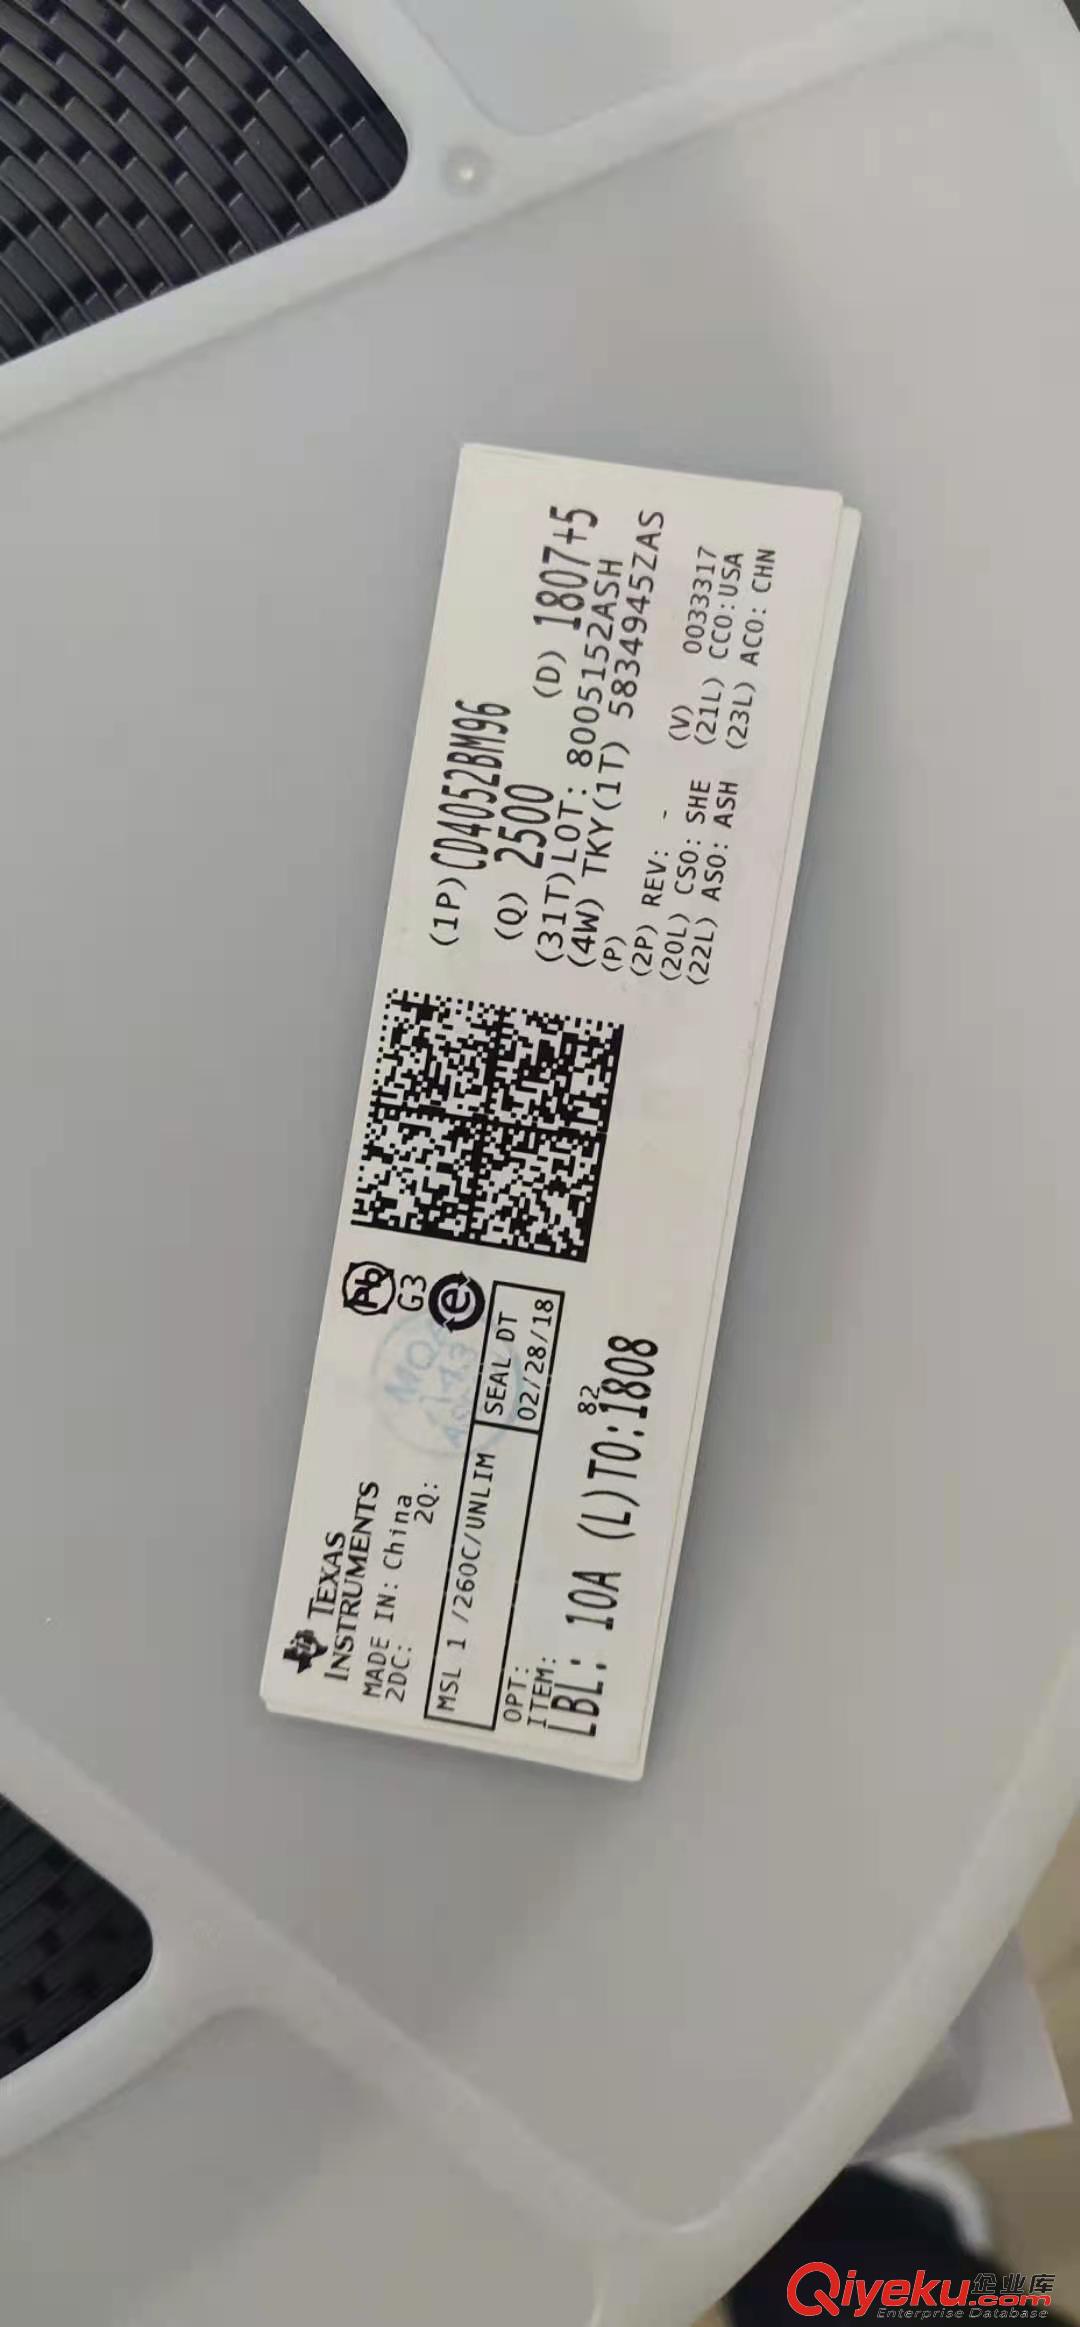 TEXAS
INSTRUMENTS
MADE IN: China
2DC:
2Q:
MSL 1 /260C/UNLIM
SEAL DT
02/28/18
OPT:
ITEM:
82
LBL: 10A (L)TO:1808
Pb
G3
e
(1P)CD4052BM96
(Q) 2500
(D) 1807+5
(31T)LOT: 8005152ASH
(4W) TKY(1T) 5834945ZAS
(P)
(2P) REV: -
(V) 0033317
(20L) CSO: SHE
(21L) CCO:USA
(22L) ASO: ASH
(23L) ACO: CHN
Qiyeku.com
企业库
Enterprise Database